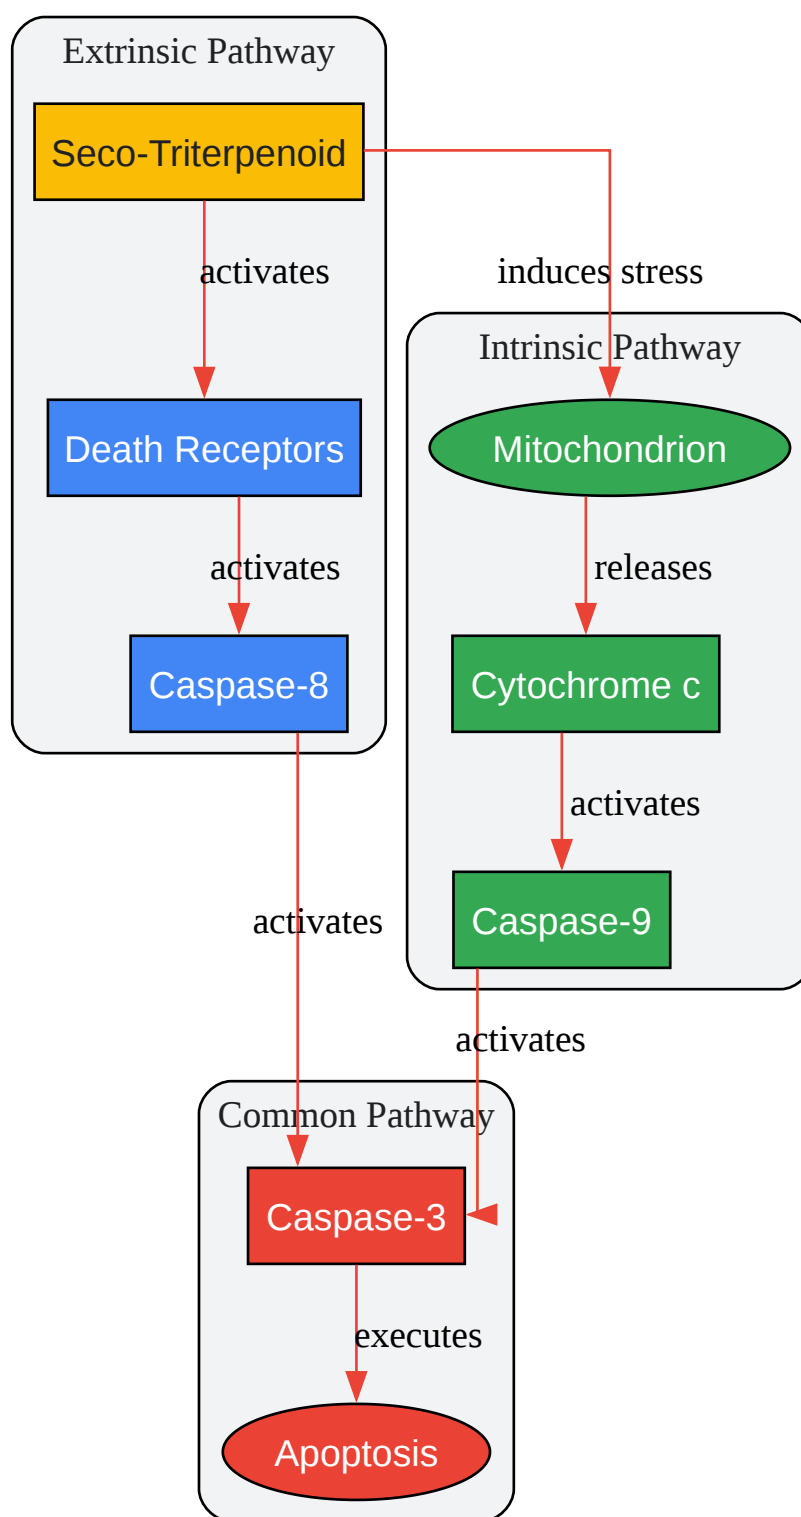 Extrinsic Pathway
Seco-Triterpenoid
activates
induces stress
Intrinsic Pathway
Death Receptors
Mitochondrion
activates
releases
Caspase-8
Cytochrome c
activates
Caspase-9
activates
activates
Common Pathway
Caspase-3
executes
Apoptosis